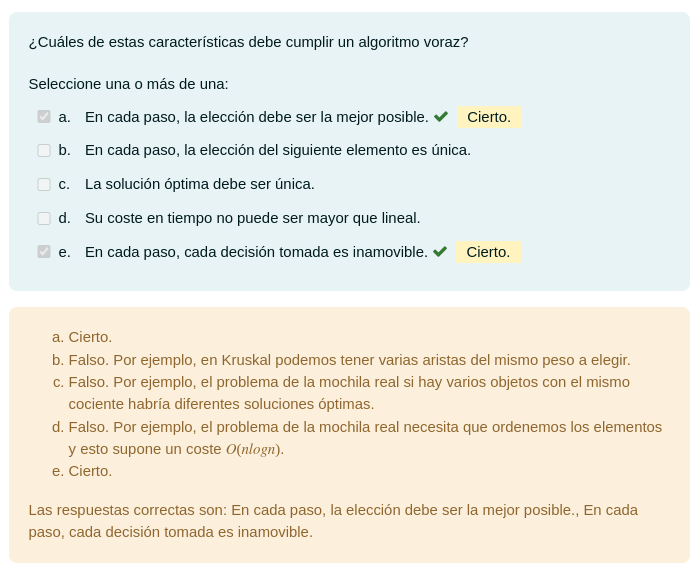 ¿Cuáles de estas características debe cumplir un algoritmo voraz?
Seleccione una o más de una:
a. En cada paso, la elección debe ser la mejor posible. Cierto.
b. En cada paso, la elección del siguiente elemento es única.
c. La solución óptima debe ser única.
d. Su coste en tiempo no puede ser mayor que lineal.
e. En cada paso, cada decisión tomada es inamovible. Cierto.
a. Cierto.
b. Falso. Por ejemplo, en Kruskal podemos tener varias aristas del mismo peso a elegir.
c. Falso. Por ejemplo, el problema de la mochila real si hay varios objetos con el mismo
cociente habría diferentes soluciones óptimas.
d. Falso. Por ejemplo, el problema de la mochila real necesita que ordenemos los elementos
y esto supone un coste O(nlogn).
e. Cierto.
Las respuestas correctas son: En cada paso, la elección debe ser la mejor posible., En cada
paso, cada decisión tomada es inamovible.